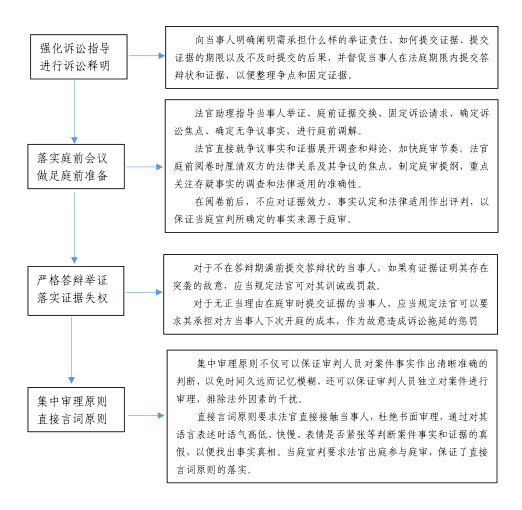 强化诉讼指导
进行诉讼释明
向当事人明确阐明需承担什么样的举证责任、如何提交证据、提交
证据的期限以及不及时提交的后果，并督促当事人在法庭期限内提交答
辩状和证据，以便整理争点和固定证据。
落实庭前会议
做足庭前准备
法官助理指导当事人举证、庭前证据交换、固定诉讼请求、确定诉
讼焦点、确定无争议事实，进行庭前调解。
法官直接就争议事实和证据展开调查和辩论，加快庭审节奏。法官
庭前阅卷时厘清双方的法律关系及其争议的焦点，制定庭审提纲，重点
关注存疑事实的调查和法律适用的准确性。
在阅卷前后，不应对证据效力、事实认定和法律适用作出评判，以
保证当庭宣判所确定的事实来源于庭审。
严格答辩举证
落实证据失权
对于不在答辩期满前提交答辩状的当事人，如果有证据证明其存在
突袭的故意，应当规定法官可对其训诫或罚款。
对于无正当理由在庭审时提交证据的当事人，应当规定法官可以要
求其承担对方当事人下次开庭的成本，作为故意造成诉讼拖延的惩罚
集中审理原则
直接言词原则
集中审理原则不仅可以保证审判人员对案件事实作出清晰准确的
判断，以免时间久远而记忆模糊，还可以保证审判人员独立对案件进行
审理，排除法外因素的干扰。
直接言词原则要求法官直接接触当事人，杜绝书面审理，通过对其
语言表述时语气高低、快慢、表情是否紧张等判断案件事实和证据的真
假，以便找出事实真相。当庭宣判要求法官出庭参与庭审，保证了直接
言词原则的落实。